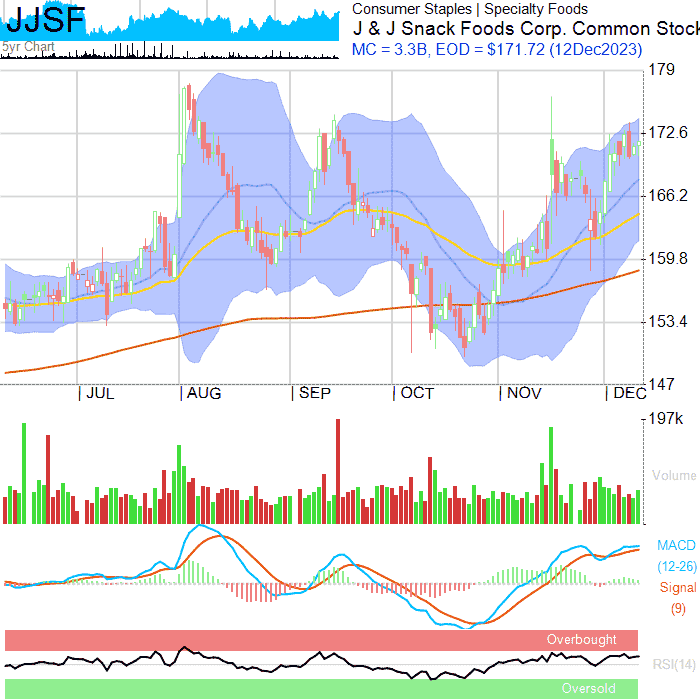 JJSF
5yr Chart
Consumer Staples | Specialty Foods
J & J Snack Foods Corp. Common Stock
MC = 3.3B, EOD = $171.72 (12Dec2023)
179
172.6
166.2
159.8
153.4
147
JUL AUG SEP OCT NOV DEC
197k
Volume
MACD
(12-26)
Signal
(9)
Overbought
RSI(14)
Oversold